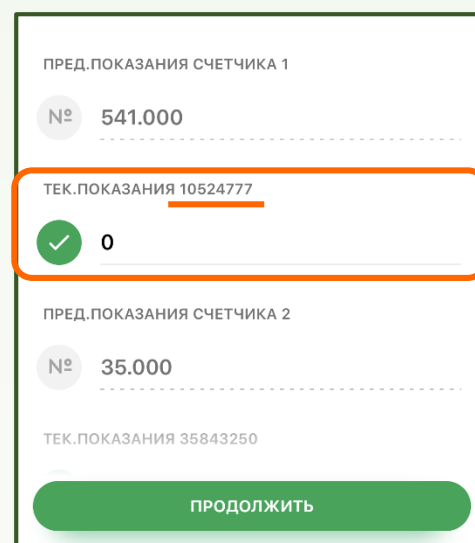 ПРЕД.ПОКАЗАНИЯ СЧЕТЧИКА 1
№ 541.000
ТЕК.ПОКАЗАНИЯ 10524777
0
ПРЕД.ПОКАЗАНИЯ СЧЕТЧИКА 2
№ 35.000
ТЕК.ПОКАЗАНИЯ 35843250
ПРОДОЛЖИТЬ